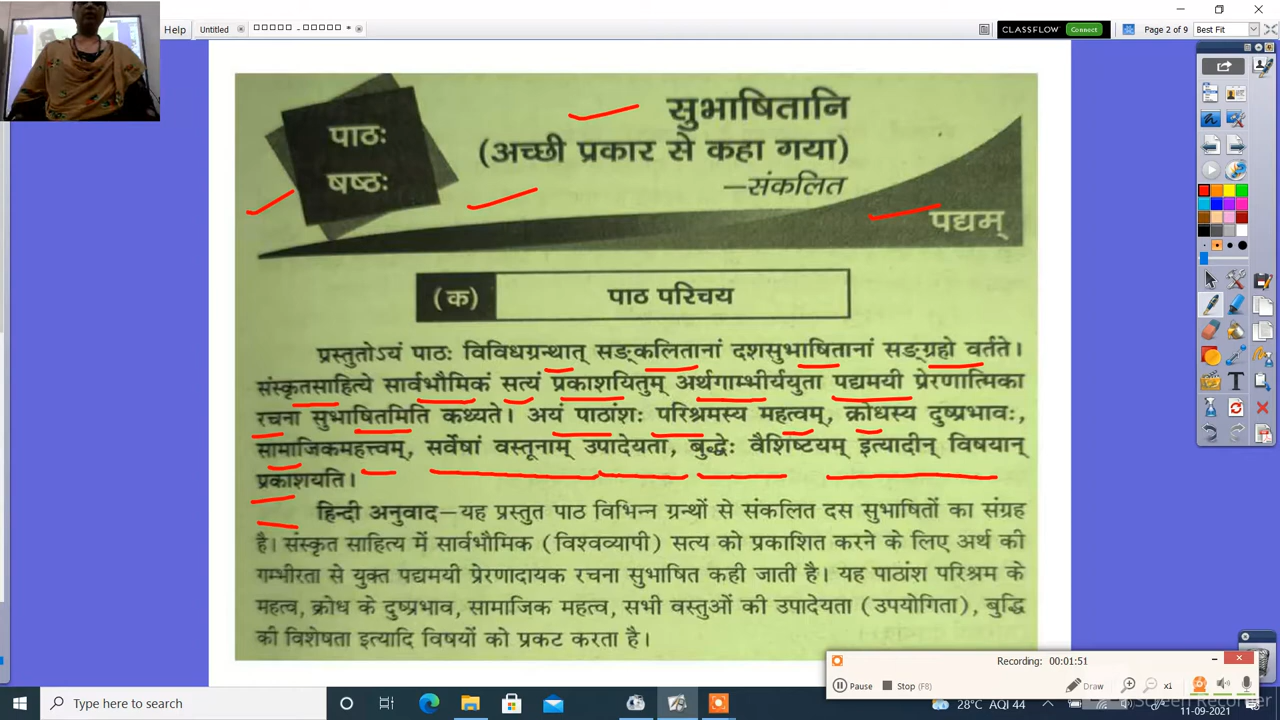 Help
Untitled
Page 2 of 9
Best Fit
CLASSFLOW
Connect
पाठः
षष्ठः
सुभाषितानि
(अच्छी प्रकार से कहा गया)
–संकलित
पद्यम्
(क)
पाठ परिचय
प्रस्तुतोऽयं पाठः विविधग्रन्थात् सङ्कलितानां दशसुभाषितानां सङ्ग्रहो वर्तते।
संस्कृतसाहित्ये सार्वभौमिकं सत्यं प्रकाशयितुम् अर्थगाम्भीर्ययुता पद्यमयी प्रेरणात्मिका
रचना सुभाषितमिति कथ्यते। अयं पाठांशः परिश्रमस्य महत्वम्, क्रोधस्य दुष्प्रभावः,
सामाजिकमहत्त्वम्, सर्वेषां वस्तूनाम् उपादेयता, बुद्धेः वैशिष्टयम् इत्यादीन् विषयान्
प्रकाशयति।
हिन्दी अनुवाद–यह प्रस्तुत पाठ विभिन्न ग्रन्थों से संकलित दस सुभाषितों का संग्रह
है। संस्कृत साहित्य में सार्वभौमिक (विश्वव्यापी) सत्य को प्रकाशित करने के लिए अर्थ की
गम्भीरता से युक्त पद्यमयी प्रेरणादायक रचना सुभाषित कही जाती है। यह पाठांश परिश्रम के
महत्व, क्रोध के दुष्प्रभाव, सामाजिक महत्व, सभी वस्तुओं की उपादेयता (उपयोगिता), बुद्धि
की विशेषता इत्यादि विषयों को प्रकट करता है।
Recording: 00:01:51
Pause
Stop (F8)
Draw
x1
Type here to search
28°C AQI 44
11-09-2021
Screen Recorder